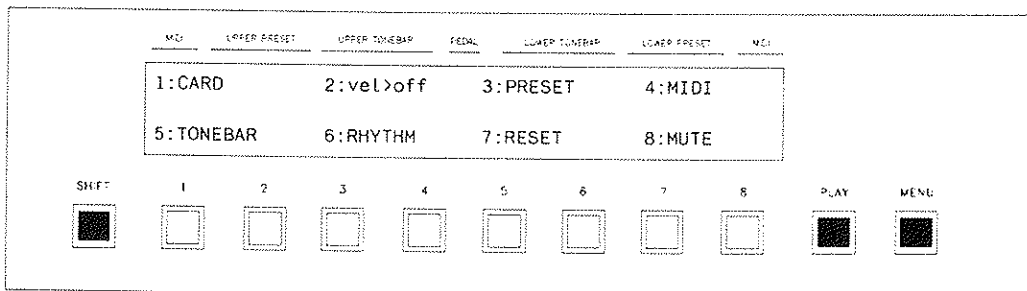 MIDI UPPER PRESET UPPER TONEBAR PEDAL LOWER TONEBAR LOWER PRESET MIDI
1:CARD 2:vel>off 3:PRESET 4:MIDI
5:TONEBAR 6:RHYTHM 7:RESET 8:MUTE
SHIFT 1 2 3 4 5 6 7 8 PLAY MENU